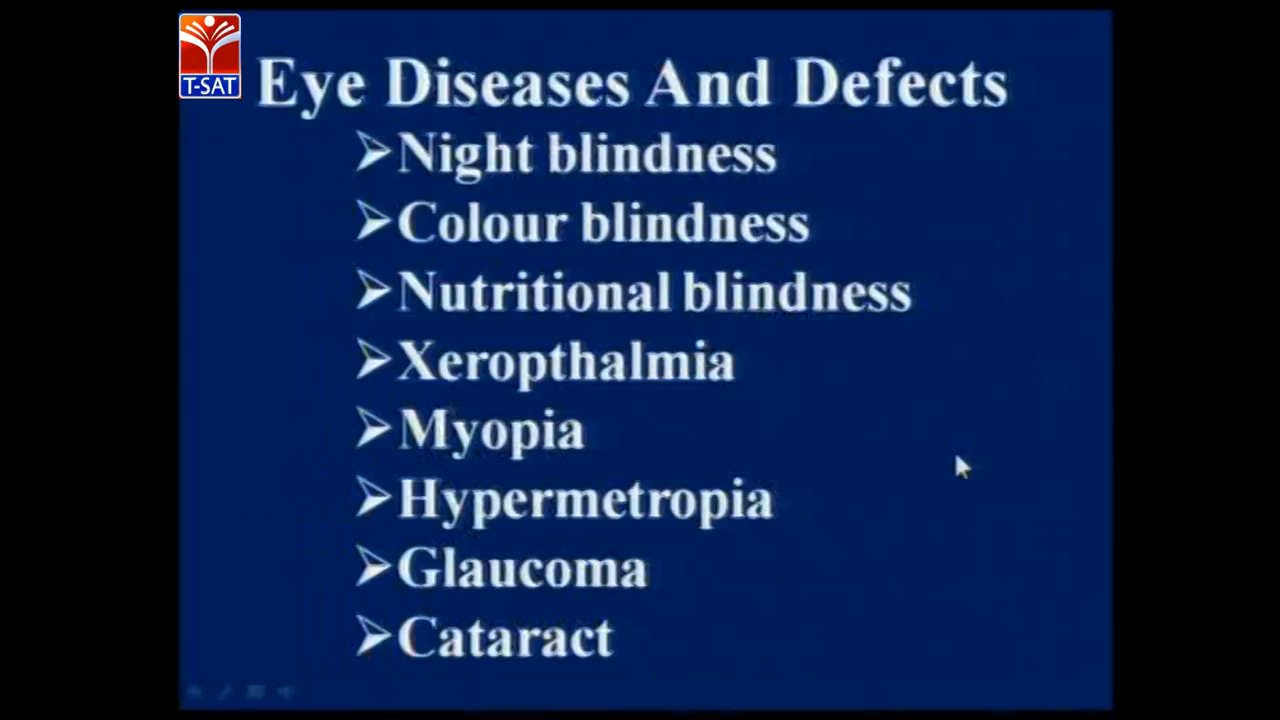 T-SAT
Eye Diseases And Defects
➢Night blindness
➢Colour blindness
➢Nutritional blindness
➢Xeropthalmia
➢Myopia
➢Hypermetropia
➢Glaucoma
➢Cataract